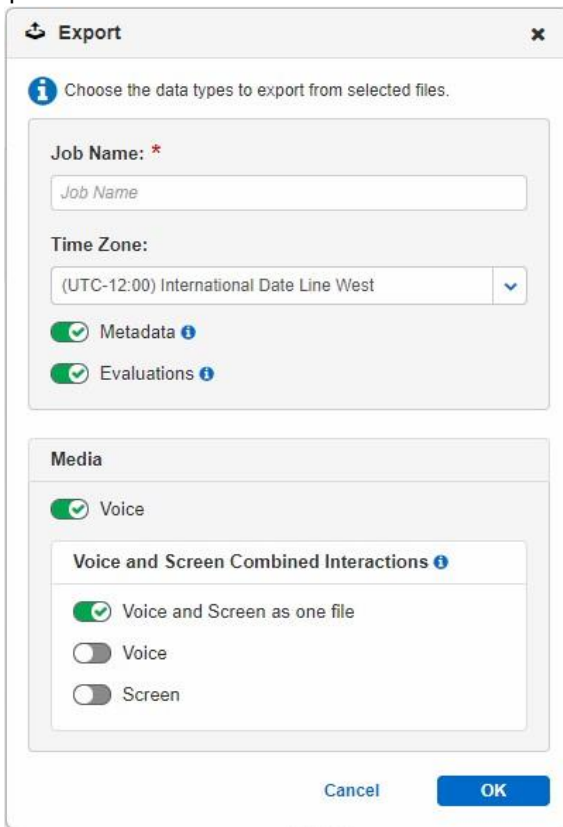 Export
Choose the data types to export from selected files.
Job Name: *
Job Name
Time Zone:
(UTC-12:00) International Date Line West
Metadata
Evaluations
Media
Voice
Voice and Screen Combined Interactions
Voice and Screen as one file
Voice
Screen
Cancel OK